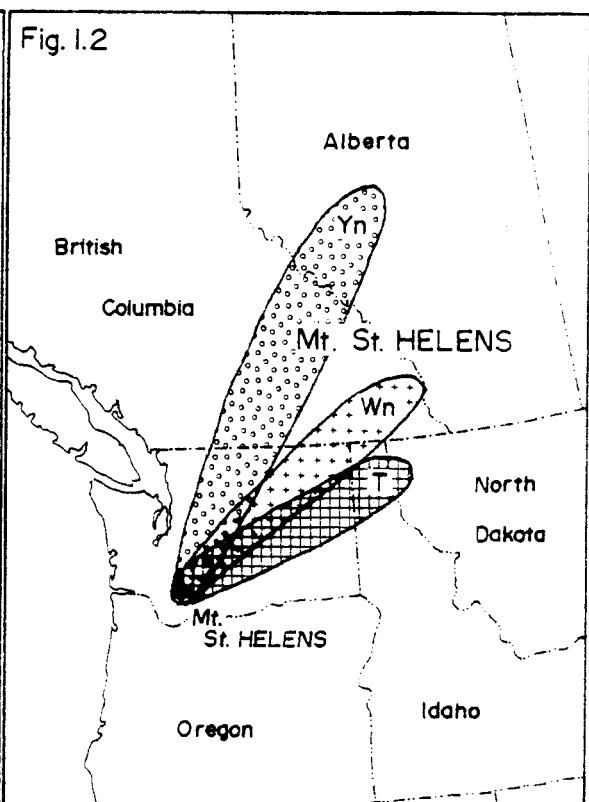 Fig. 1.2
Alberta
Yn
British
Columbia
Mt. St. HELENS
Wn
T
North
Dakota
Mt.
St. HELENS
Idaho
Oregon